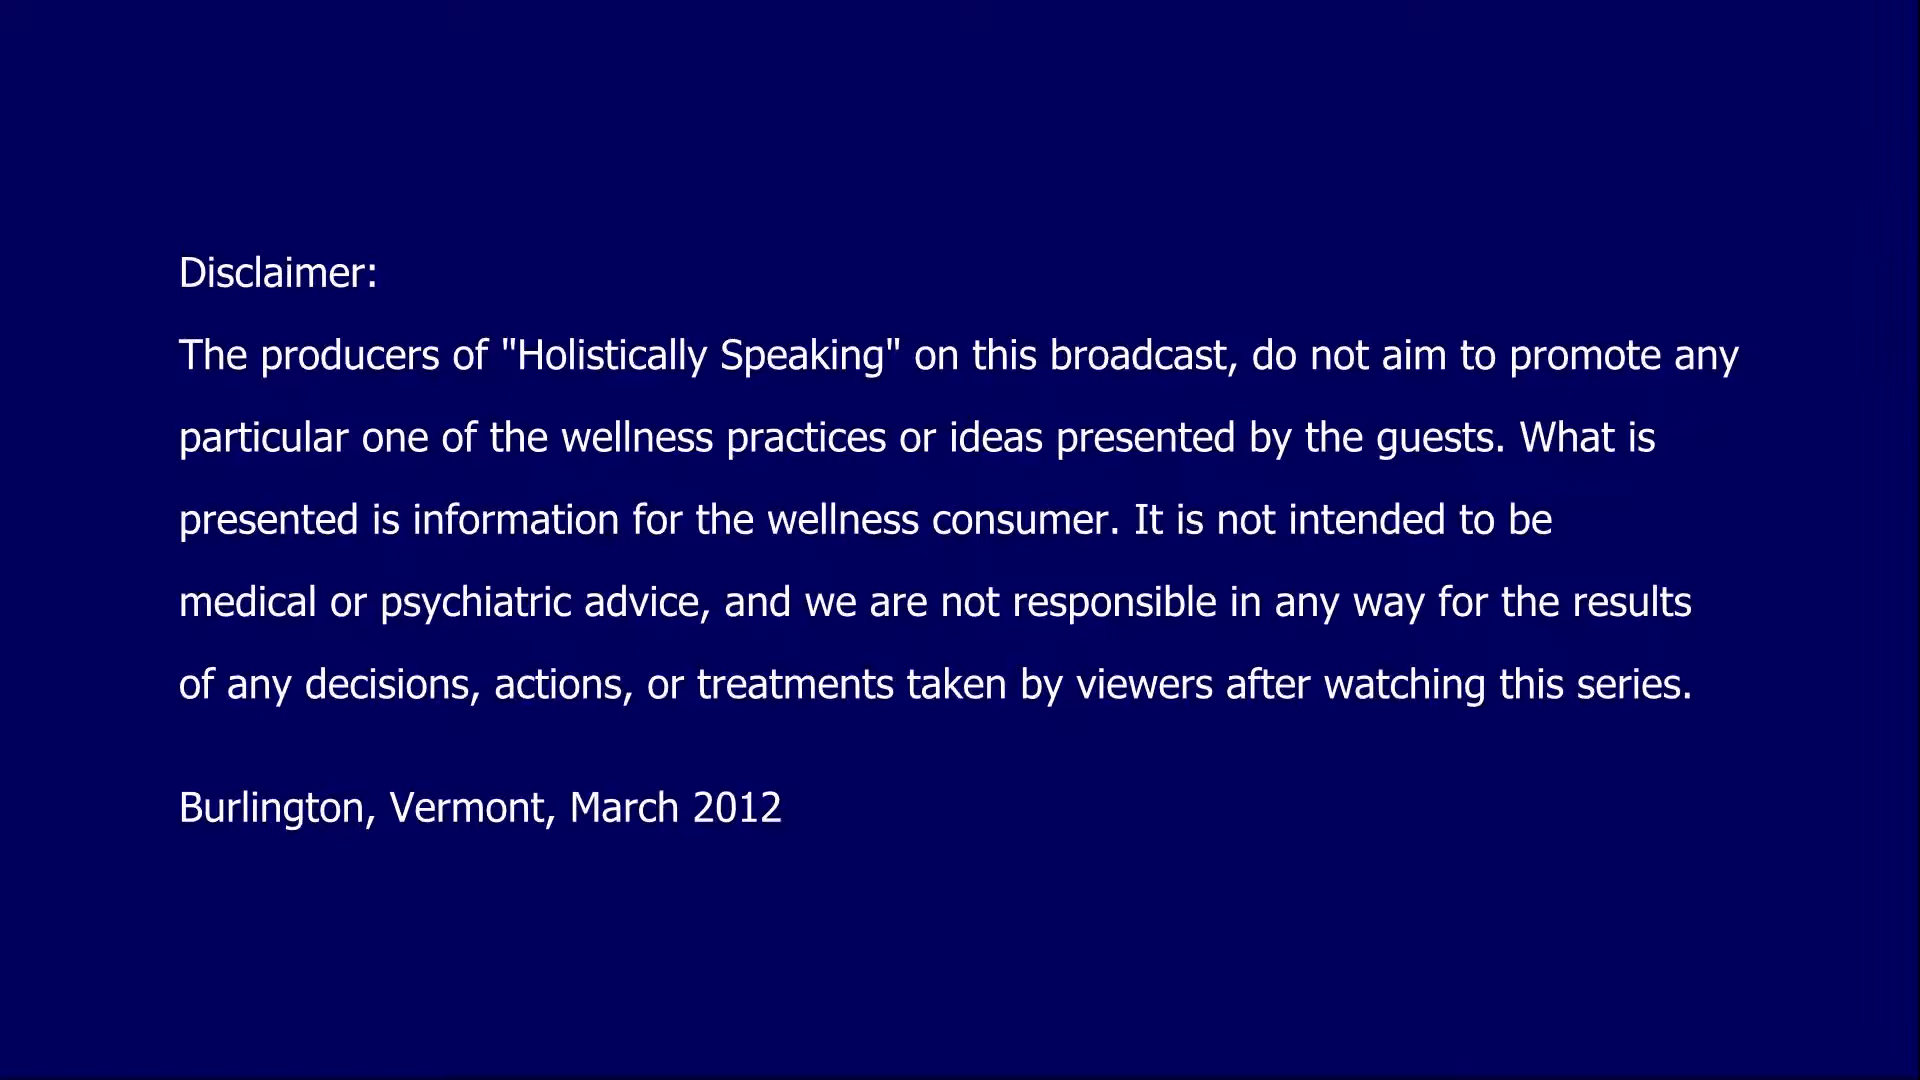 Disclaimer:
The producers of "Holistically Speaking" on this broadcast, do not aim to promote any
particular one of the wellness practices or ideas presented by the guests. What is
presented is information for the wellness consumer. It is not intended to be
medical or psychiatric advice, and we are not responsible in any way for the results
of any decisions, actions, or treatments taken by viewers after watching this series.
Burlington, Vermont, March 2012